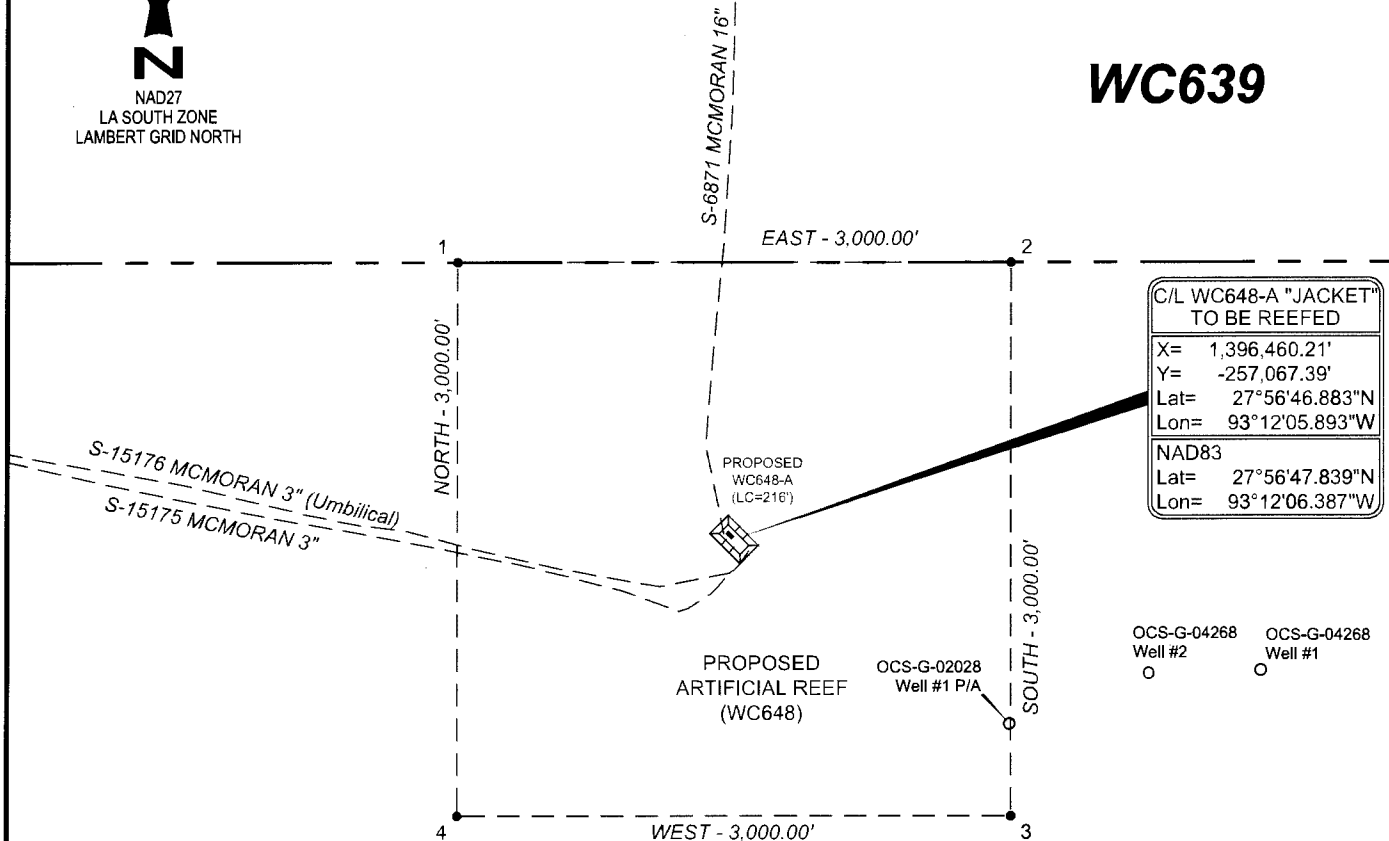 N
NAD27
LA SOUTH ZONE
LAMBERT GRID NORTH
S-6871 MCMORAN 16"
WC639
1
EAST - 3,000.00'
2
C/L WC648-A "JACKET"
TO BE REEFED
X= 1,396,460.21'
Y= -257,067.39'
Lat= 27°56'46.883"N
Lon= 93°12'05.893"W
NAD83
Lat= 27°56'47.839"N
Lon= 93°12'06.387"W
NORTH - 3,000.00'
S-15176 MCMORAN 3" (Umbilical)
S-15175 MCMORAN 3"
PROPOSED
WC648-A
(LC=216')
SOUTH - 3,000.00'
PROPOSED
ARTIFICIAL REEF
(WC648)
OCS-G-02028
Well #1 P/A
OCS-G-04268
Well #2
OCS-G-04268
Well #1
4
WEST - 3,000.00'
3